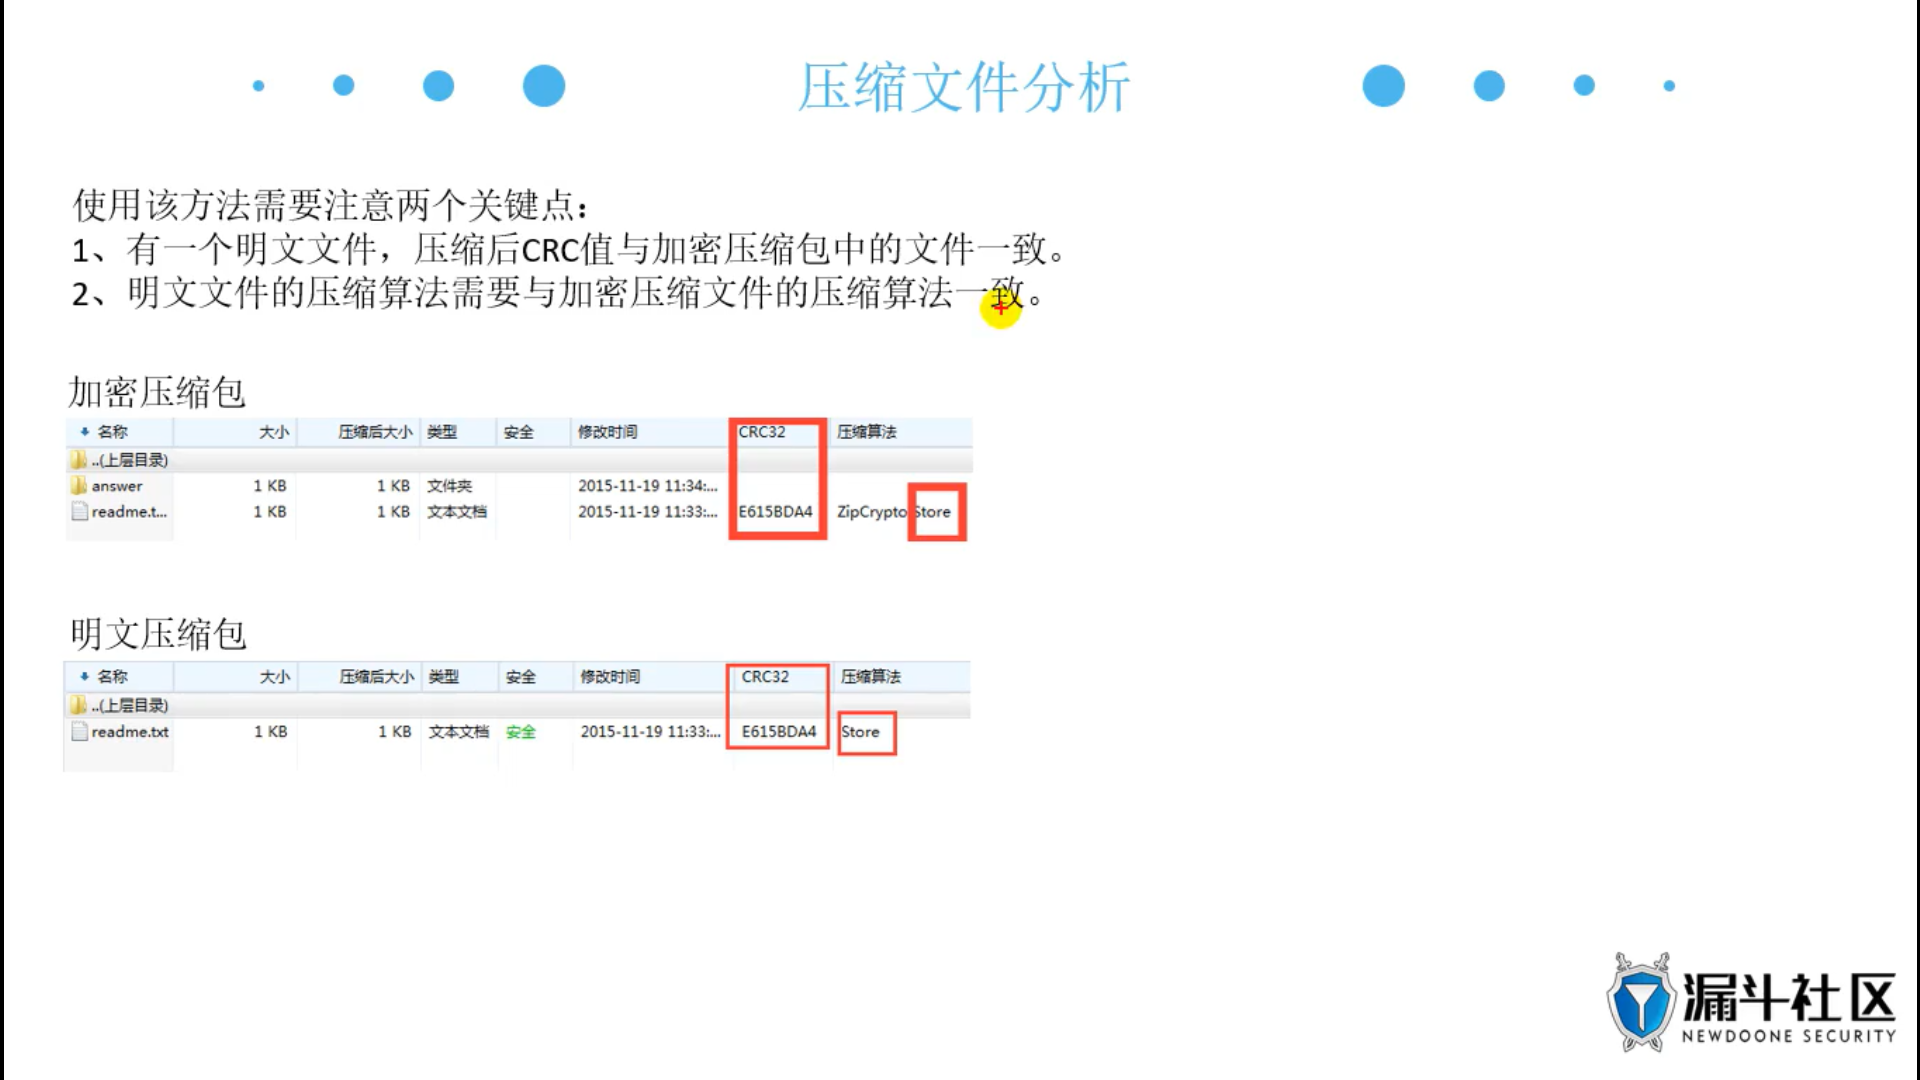 压缩文件分析
使用该方法需要注意两个关键点：
1、有一个明文文件，压缩后CRC值与加密压缩包中的文件一致。
2、明文文件的压缩算法需要与加密压缩文件的压缩算法一致。
加密压缩包
名称 大小 压缩后大小 类型 安全 修改时间 CRC32 压缩算法
..(上层目录)
answer 1 KB 1 KB 文件夹 2015-11-19 11:34:...
readme.t... 1 KB 1 KB 文本文档 2015-11-19 11:33:... E615BDA4 ZipCrypto Store
明文压缩包
名称 大小 压缩后大小 类型 安全 修改时间 CRC32 压缩算法
..(上层目录)
readme.txt 1 KB 1 KB 文本文档 安全 2015-11-19 11:33:... E615BDA4 Store
漏斗社区
NEWDOONE SECURITY